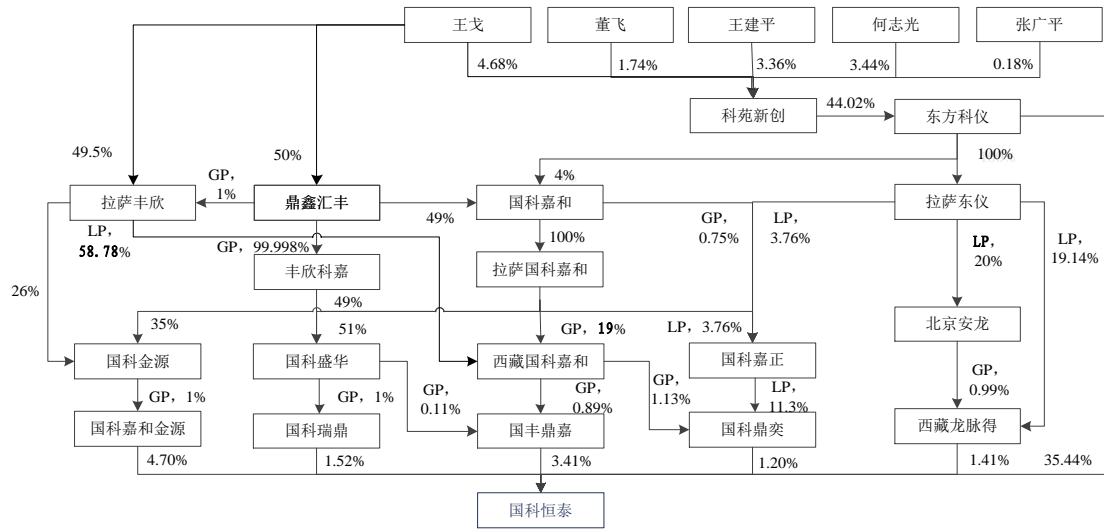 王戈
董飞
王建平
何志光
张广平
4.68%
1.74%
3.36%
3.44%
0.18%
科苑新创
44.02%
东方科仪
49.5%
50%
GP，
1%
4%
100%
拉萨丰欣
鼎鑫汇丰
49%
国科嘉和
拉萨东仪
LP，
58.78%
GP，99.998%
100%
GP，
0.75%
LP，
3.76%
LP，
20%
LP，
19.14%
丰欣科嘉
拉萨国科嘉和
26%
49%
35%
51%
GP，19%
LP，3.76%
北京安龙
国科金源
国科盛华
西藏国科嘉和
国科嘉正
GP，1%
GP，1%
GP，
0.11%
GP，
0.89%
GP，
1.13%
LP，
11.3%
GP，
0.99%
国科嘉和金源
国科瑞鼎
国丰鼎嘉
国科鼎奕
西藏龙脉得
4.70%
1.52%
3.41%
1.20%
1.41%
35.44%
国科恒泰